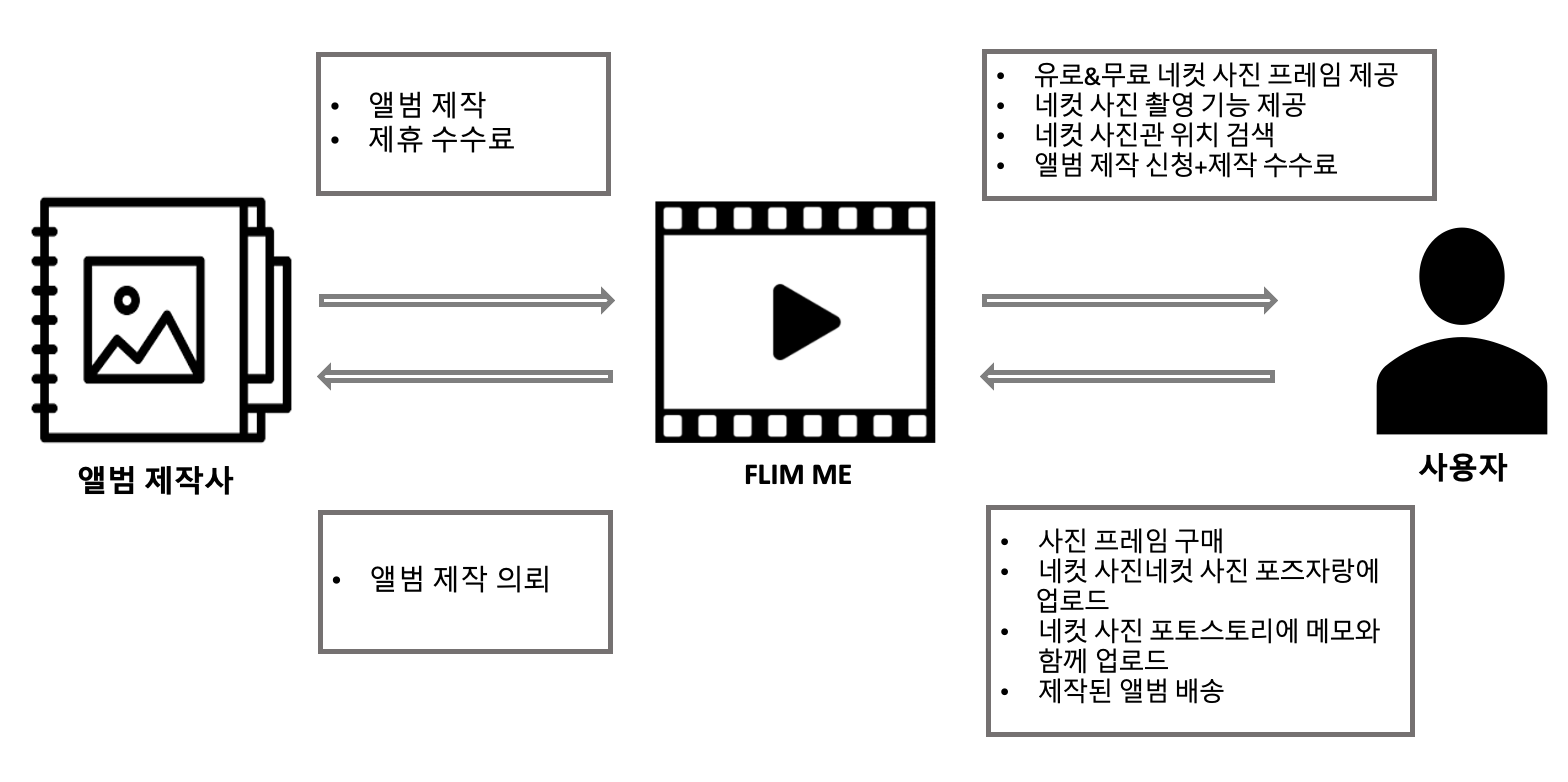 • 앨범 제작
• 제휴 수수료
• 유로&무료 네컷 사진 프레임 제공
• 네컷 사진 촬영 기능 제공
• 네컷 사진관 위치 검색
• 앨범 제작 신청+제작 수수료
앨범 제작사
FLIM ME
사용자
• 앨범 제작 의뢰
• 사진 프레임 구매
• 네컷 사진네컷 사진 포즈자랑에
업로드
• 네컷 사진 포토스토리에 메모와
함께 업로드
• 제작된 앨범 배송